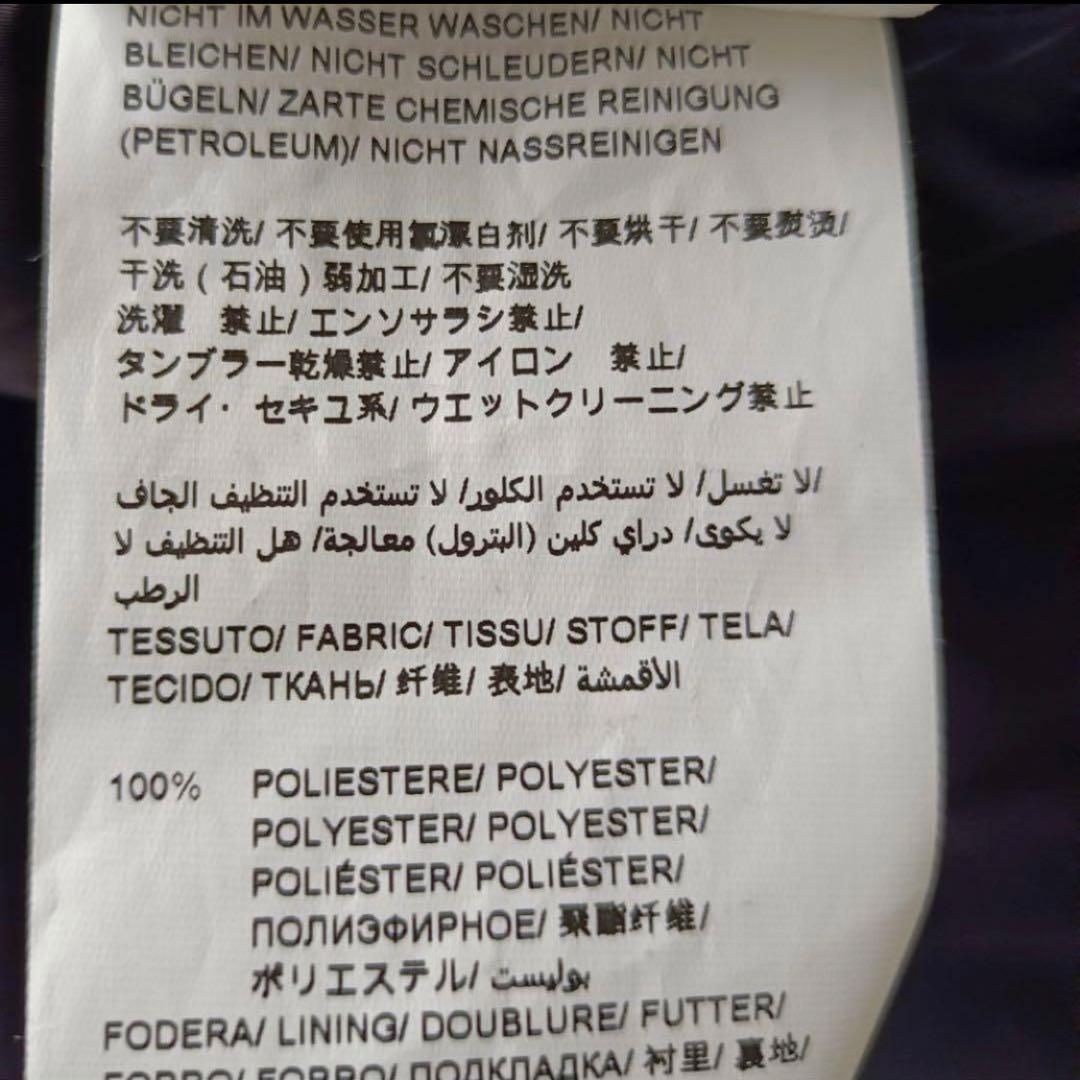 NICHT IM WASSER WASCHEN/ NICHT
BLEICHEN/ NICHT SCHLEUDERN/ NICHT
BÜGELN/ ZARTE CHEMISCHE REINIGUNG
(PETROLEUM)/ NICHT NASSREINIGEN
不要清洗/ 不要使用氯漂白剂/ 不要烘干/ 不要熨烫/
干洗 ( 石油 ) 弱加工/ 不要湿洗
洗濯　禁止/ エンソサラシ禁止/
タンブラー乾燥禁止/ アイロン　禁止/
ドライ・ セキユ系/ ウエットクリーニング禁止
لا تغسل/ لا تستخدم الكلور/ لا تستخدم التنظيف الجاف/
لا يكوى/ دراي كلين (البترول) معالجة/ هل التنظيف لا
الرطب
TESSUTO/ FABRIC/ TISSU/ STOFF/ TELA/
TECIDO/ ТКАНЬ/ 纤维/ 表地/ الأقمشة
100% POLIESTERE/ POLYESTER/
POLYESTER/ POLYESTER/
POLIÉSTER/ POLIÉSTER/
ПОЛИЭФИРНОЕ/ 聚酯纤维/
ポリエステル/ بوليست
FODERA/ LINING/ DOUBLURE/ FUTTER/
FORRO/ FORRO/ ПОДКЛАДКА/ 衬里/ 裏地/